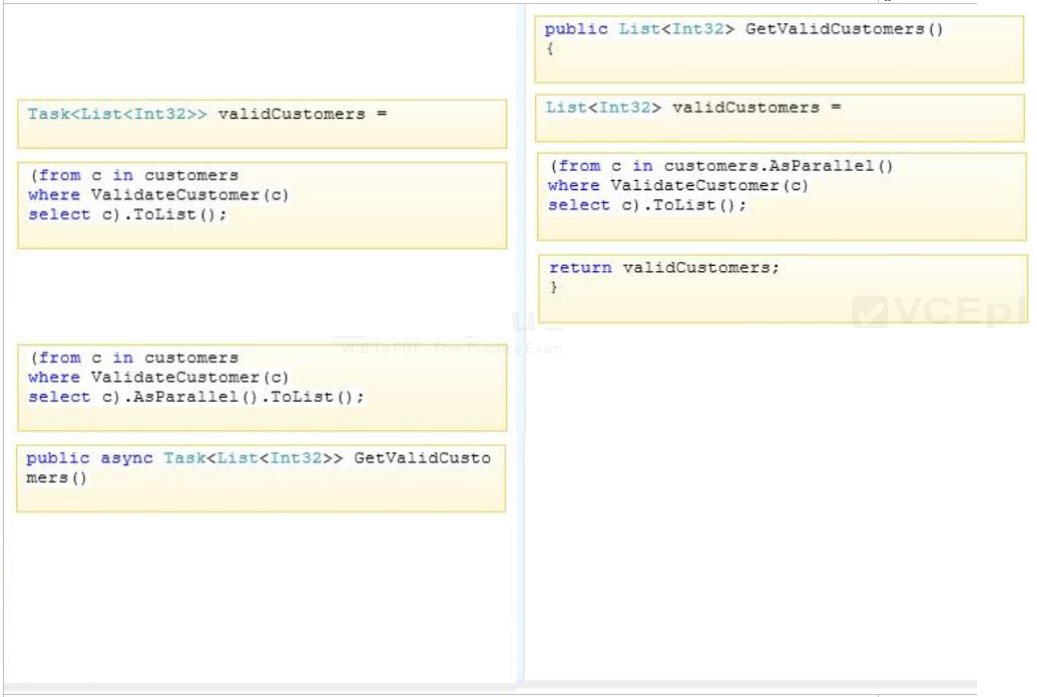 Task<List<Int32>> validCustomers =
(from c in customers
where ValidateCustomer(c)
select c).ToList();
(from c in customers
where ValidateCustomer(c)
select c).AsParallel().ToList();
public async Task<List<Int32>> GetValidCusto
mers()
public List<Int32> GetValidCustomers()
{
List<Int32> validCustomers =
(from c in customers.AsParallel()
where ValidateCustomer(c)
select c).ToList();
return validCustomers;
}
VCEpl
VCE To PDF - Free Practice Exam